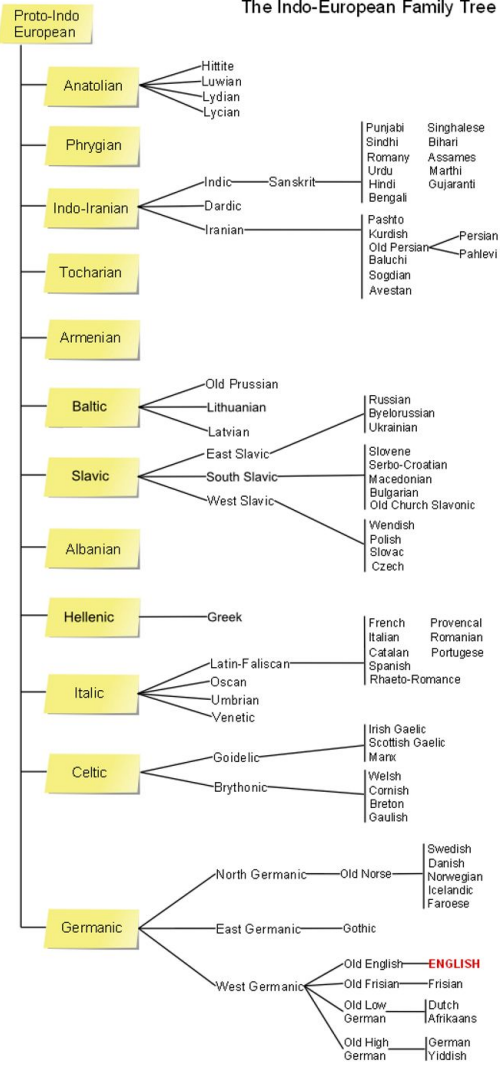 The Indo-European Family Tree
Proto-Indo
European
Anatolian
Hittite
Luwian
Lydian
Lycian
Phrygian
Indo-Iranian
Indic
Sanskrit
Punjabi
Sindhi
Romany
Urdu
Hindi
Bengali
Singhalese
Bihari
Assames
Marthi
Gujaranti
Dardic
Iranian
Pashto
Kurdish
Old Persian
Baluchi
Sogdian
Avestan
Persian
Pahlevi
Tocharian
Armenian
Baltic
Old Prussian
Lithuanian
Latvian
Slavic
East Slavic
Russian
Byelorussian
Ukrainian
South Slavic
Slovene
Serbo-Croatian
Macedonian
Bulgarian
Old Church Slavonic
West Slavic
Wendish
Polish
Slovac
Czech
Albanian
Hellenic
Greek
Italic
Latin-Faliscan
French
Italian
Catalan
Spanish
Rhaeto-Romance
Provencal
Romanian
Portugese
Oscan
Umbrian
Venetic
Celtic
Goidelic
Irish Gaelic
Scottish Gaelic
Manx
Brythonic
Welsh
Cornish
Breton
Gaulish
Germanic
North Germanic
Old Norse
Swedish
Danish
Norwegian
Icelandic
Faroese
East Germanic
Gothic
West Germanic
Old English
ENGLISH
Old Frisian
Frisian
Old Low
German
Dutch
Afrikaans
Old High
German
German
Yiddish